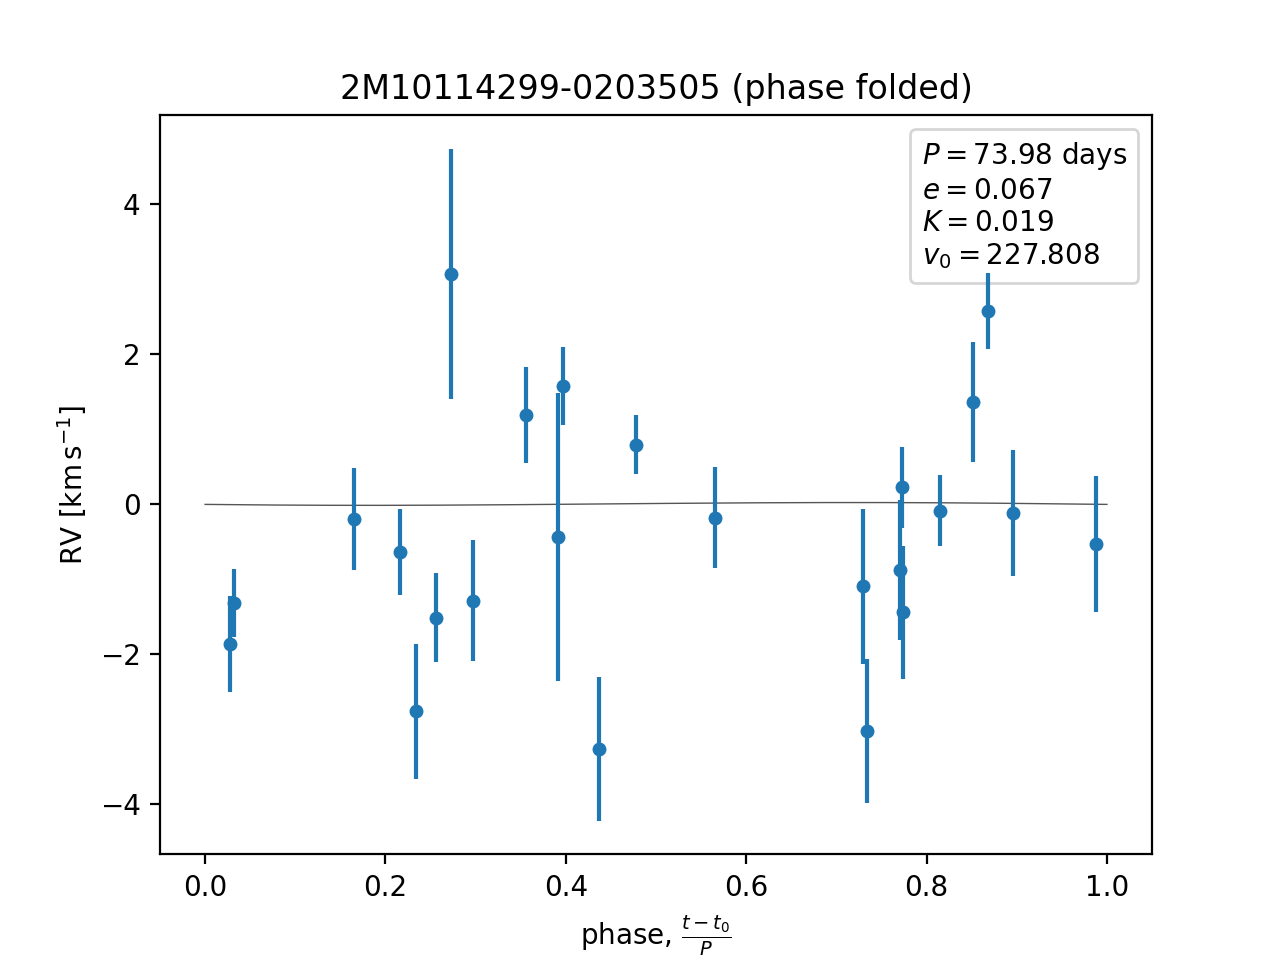 2M10114299-0203505 (phase folded)
P = 73.98 days
e = 0.067
K = 0.019
v₀ = 227.808
RV [km s⁻¹]
4
2
0
−2
−4
0.0 0.2 0.4 0.6 0.8 1.0
phase, (t − t₀)/P